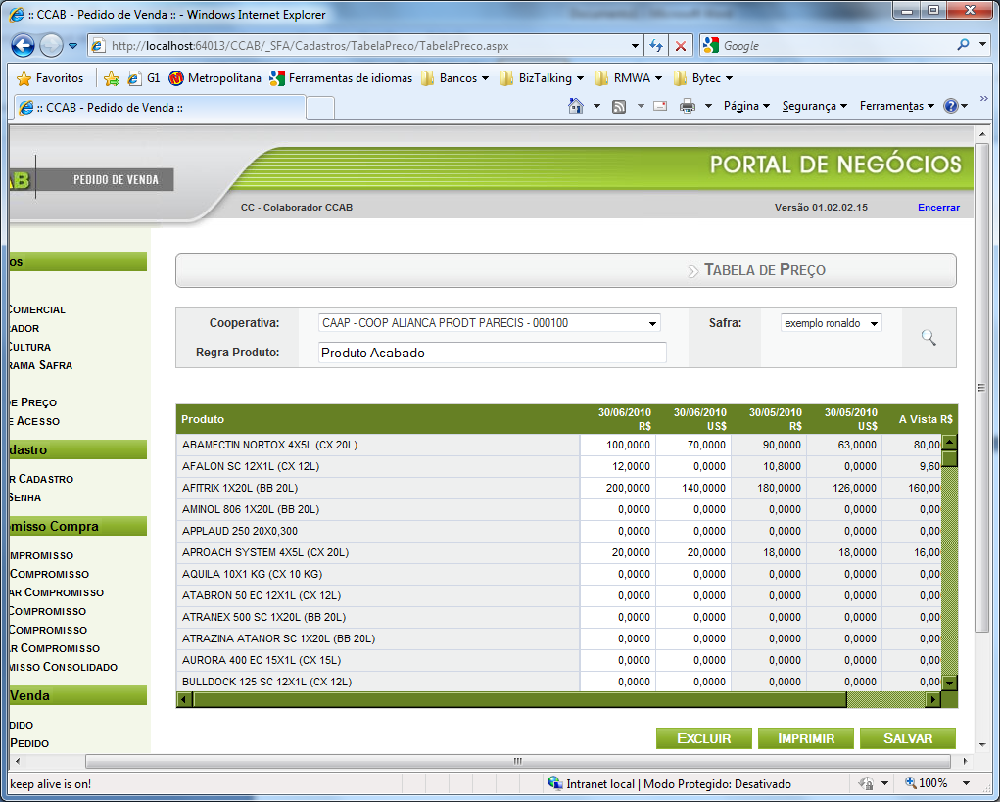 :: CCAB - Pedido de Venda :: - Windows Internet Explorer
http://localhost:64013/CCAB/_SFA/Cadastros/TabelaPreco/TabelaPreco.aspx
Google
Favoritos G1 Metropolitana Ferramentas de idiomas Bancos BizTalking RMWA Bytec
:: CCAB - Pedido de Venda ::
Página Segurança Ferramentas
AB PEDIDO DE VENDA
PORTAL DE NEGÓCIOS
CC - Colaborador CCAB
Versão 01.02.02.15
Encerrar
os
COMERCIAL
RADOR
CULTURA
RAMA SAFRA
DE PREÇO
E ACESSO
dastro
R CADASTRO
SENHA
misso Compra
MPROMISSO
COMPROMISSO
AR COMPROMISSO
COMPROMISSO
COMPROMISSO
R COMPROMISSO
MISSO CONSOLIDADO
Venda
DIDO
PEDIDO
TABELA DE PREÇO
Cooperativa: CAAP - COOP ALIANCA PRODT PARECIS - 000100 Safra: exemplo ronaldo
Regra Produto: Produto Acabado
Produto 30/06/2010 R$ 30/06/2010 US$ 30/05/2010 R$ 30/05/2010 US$ A Vista R$
ABAMECTIN NORTOX 4X5L (CX 20L) 100,0000 70,0000 90,0000 63,0000 80,00
AFALON SC 12X1L (CX 12L) 12,0000 0,0000 10,8000 0,0000 9,60
AFITRIX 1X20L (BB 20L) 200,0000 140,0000 180,0000 126,0000 160,00
AMINOL 806 1X20L (BB 20L) 0,0000 0,0000 0,0000 0,0000 0,00
APPLAUD 250 20X0,300 0,0000 0,0000 0,0000 0,0000 0,00
APROACH SYSTEM 4X5L (CX 20L) 20,0000 20,0000 18,0000 18,0000 16,00
AQUILA 10X1 KG (CX 10 KG) 0,0000 0,0000 0,0000 0,0000 0,00
ATABRON 50 EC 12X1L (CX 12L) 0,0000 0,0000 0,0000 0,0000 0,00
ATRANEX 500 SC 1X20L (BB 20L) 0,0000 0,0000 0,0000 0,0000 0,00
ATRAZINA ATANOR SC 1X20L (BB 20L) 0,0000 0,0000 0,0000 0,0000 0,00
AURORA 400 EC 15X1L (CX 15L) 0,0000 0,0000 0,0000 0,0000 0,00
BULLDOCK 125 SC 12X1L (CX 12L) 0,0000 0,0000 0,0000 0,0000 0,00
EXCLUIR IMPRIMIR SALVAR
keep alive is on! Intranet local | Modo Protegido: Desativado 100%